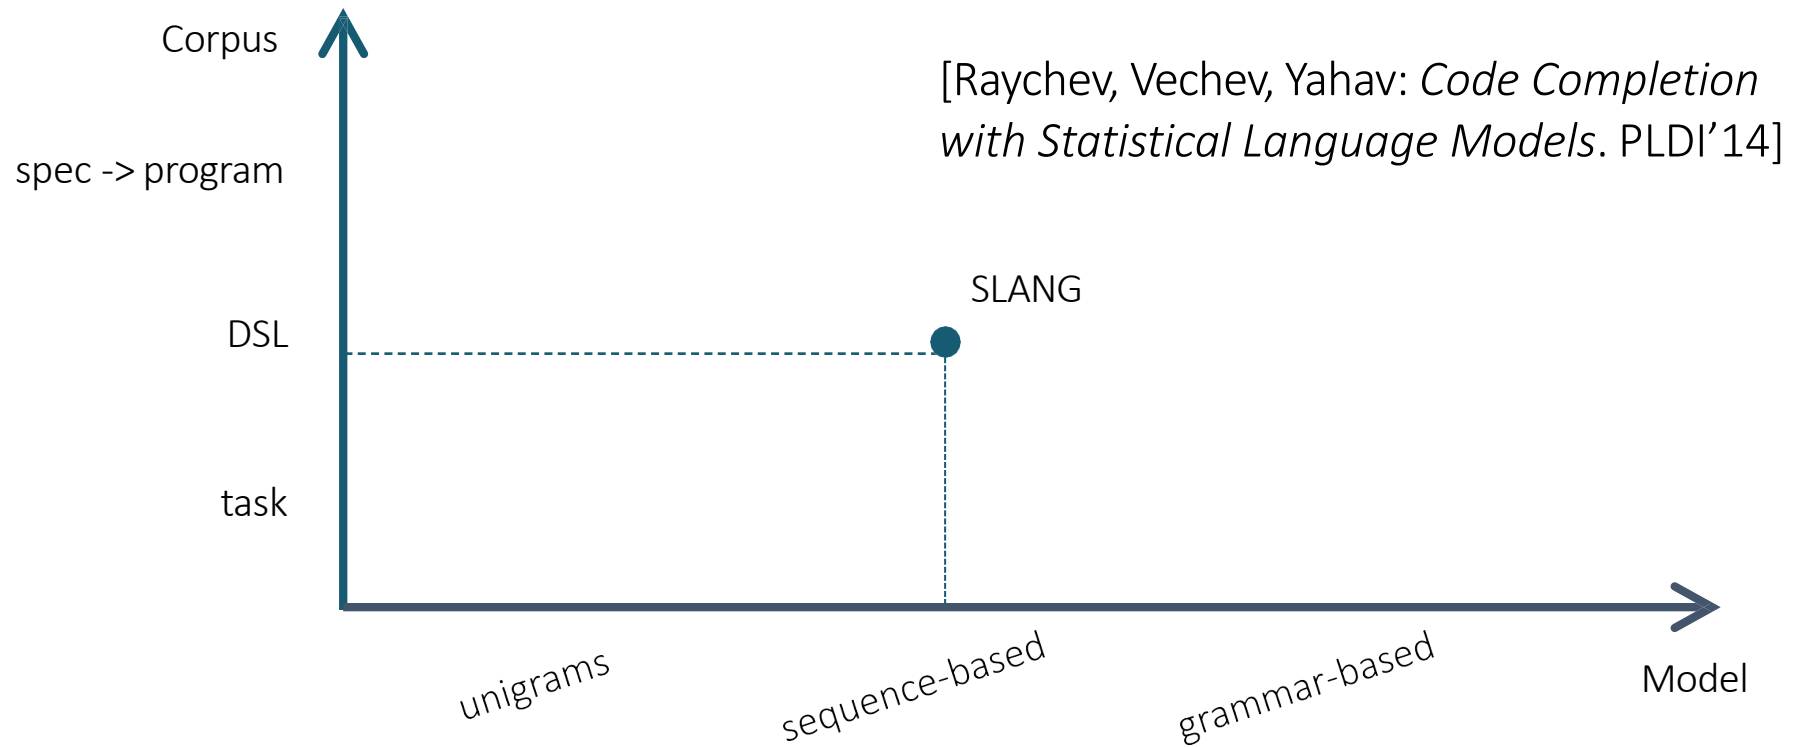 Corpus
[Raychev, Vechev, Yahav: Code Completion
with Statistical Language Models. PLDI’14]
spec -> program
SLANG
DSL
task
unigrams
sequence-based
grammar-based
Model